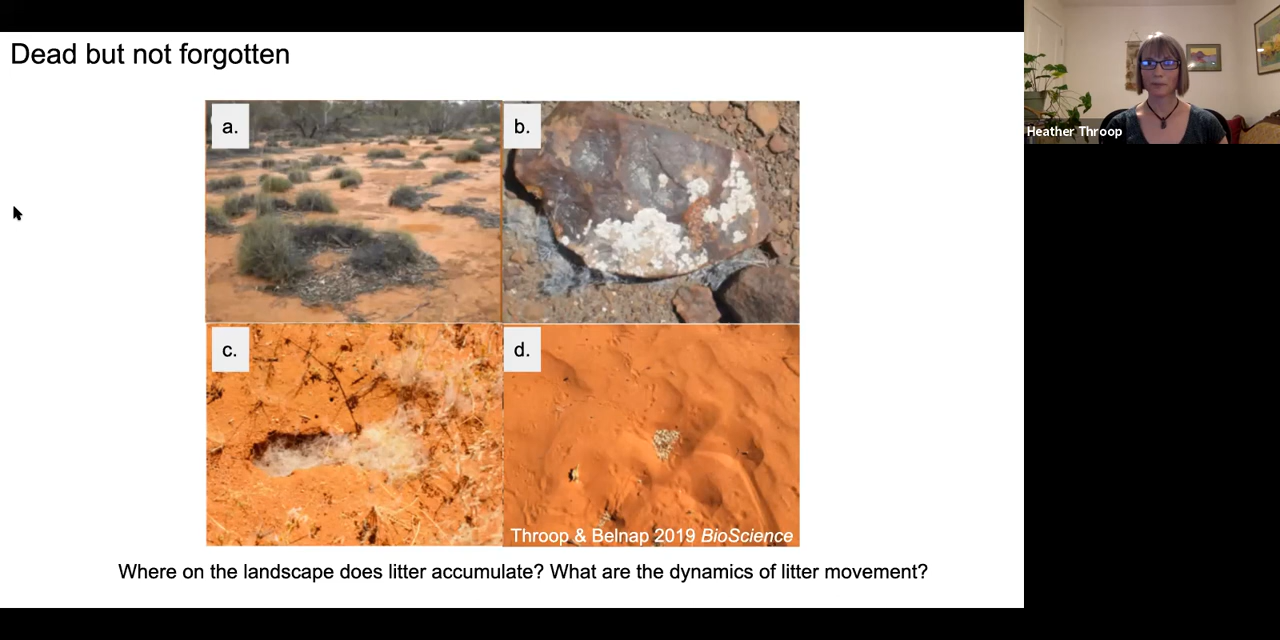 Dead but not forgotten
a.
b.
Heather Throop
c.
d.
Throop & Belnap 2019 BioScience
Where on the landscape does litter accumulate? What are the dynamics of litter movement?